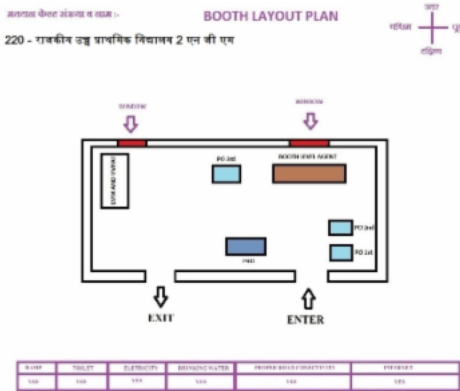 मतदान केन्द्र संख्या व नाम :-
BOOTH LAYOUT PLAN
उत्तर
पश्चिम
दक्षिण
220 - राजकीय उच्च प्राथमिक विद्यालय 2 एन जी एम
WINDOW
WINDOW
PO 3rd
BOOTH LEVEL AGENT
PO 2nd
PO 1st
PRO
EXIT
ENTER
RAMP TOILET ELETRICITY DRINKING WATER PROPER ROAD CONNECTIVITY INTERNET
YES YES YES YES YES YES